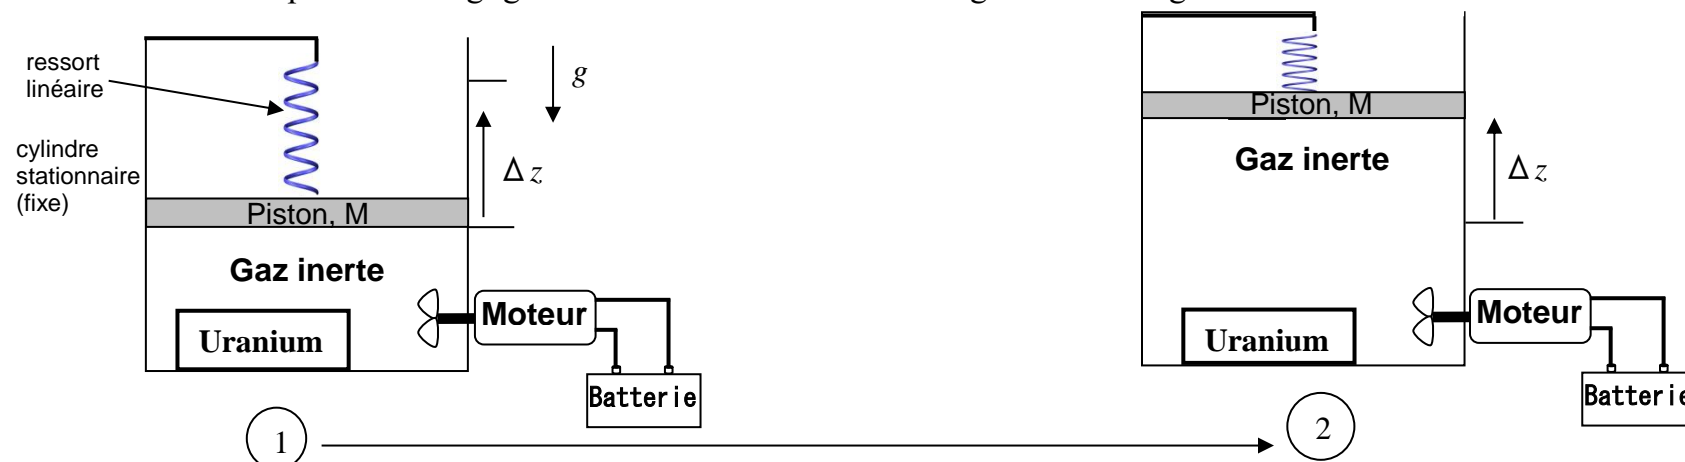 ressort
linéaire
g
cylindre
stationnaire
(fixe)
Δ z
Piston, M
Gaz inerte
Uranium
Moteur
Batterie
1
Piston, M
Gaz inerte
Δ z
Uranium
Moteur
Batterie
2